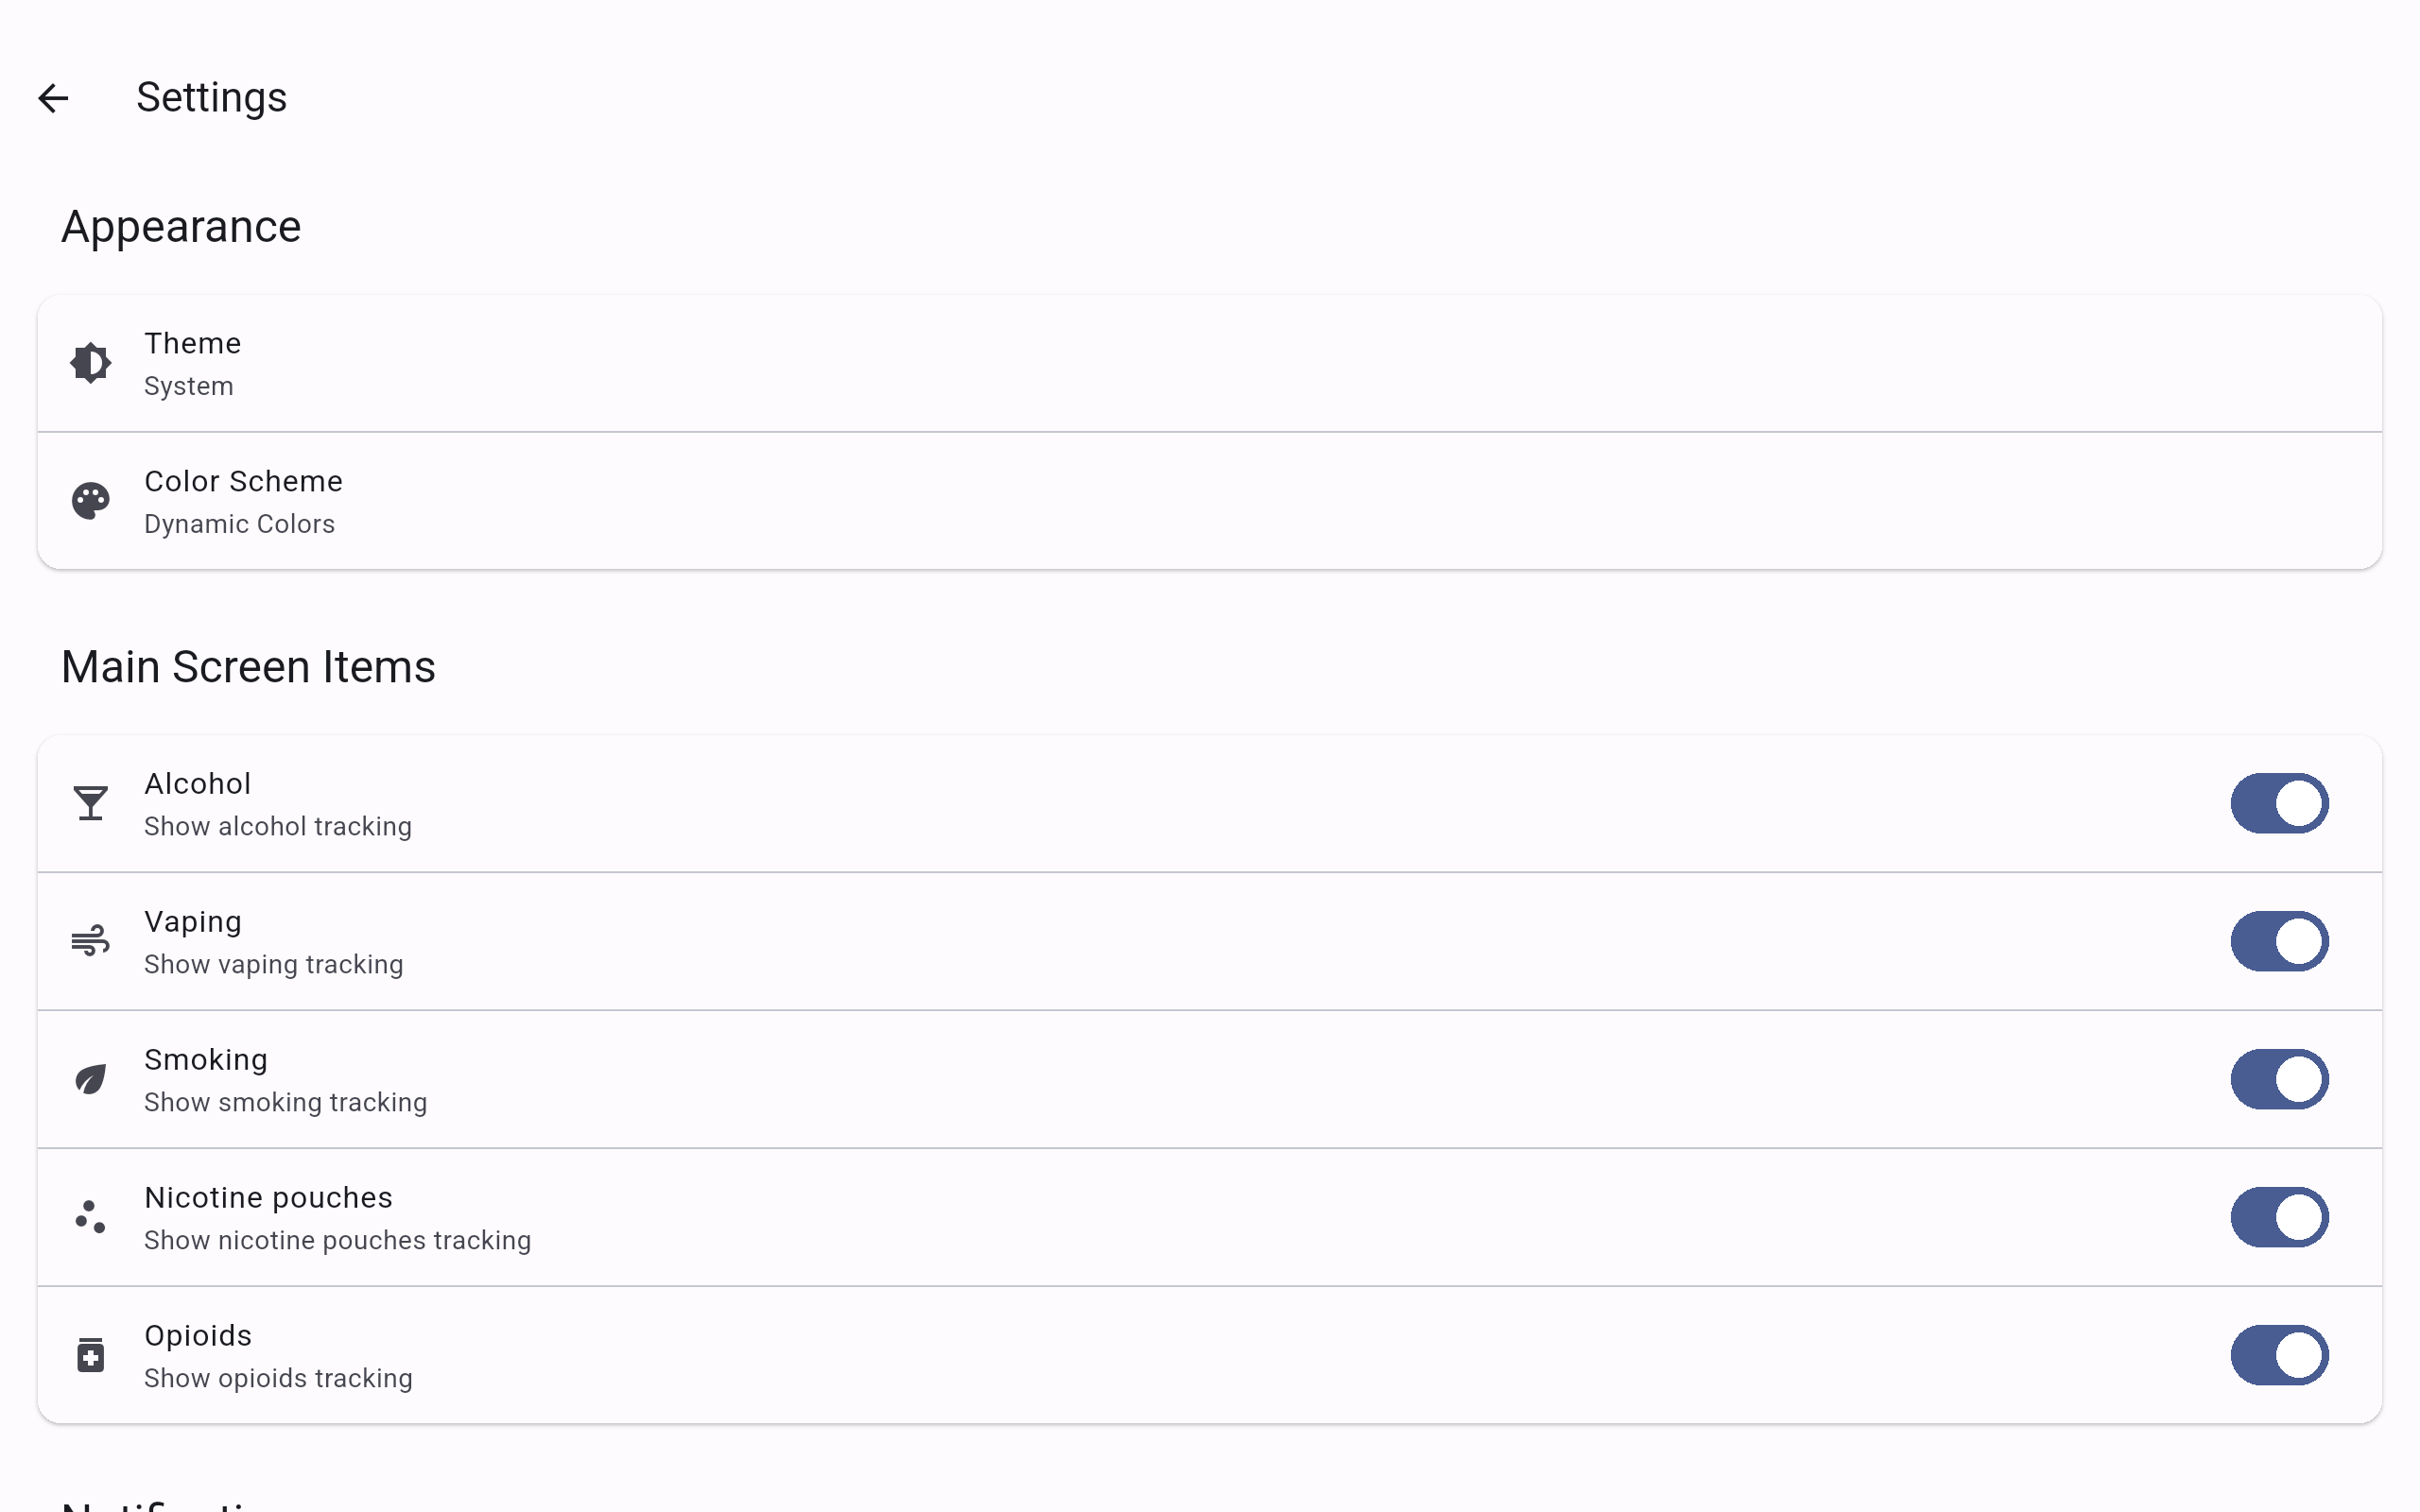 Settings
Appearance
Theme
System
Color Scheme
Dynamic Colors
Main Screen Items
Alcohol
Show alcohol tracking
Vaping
Show vaping tracking
Smoking
Show smoking tracking
Nicotine pouches
Show nicotine pouches tracking
Opioids
Show opioids tracking